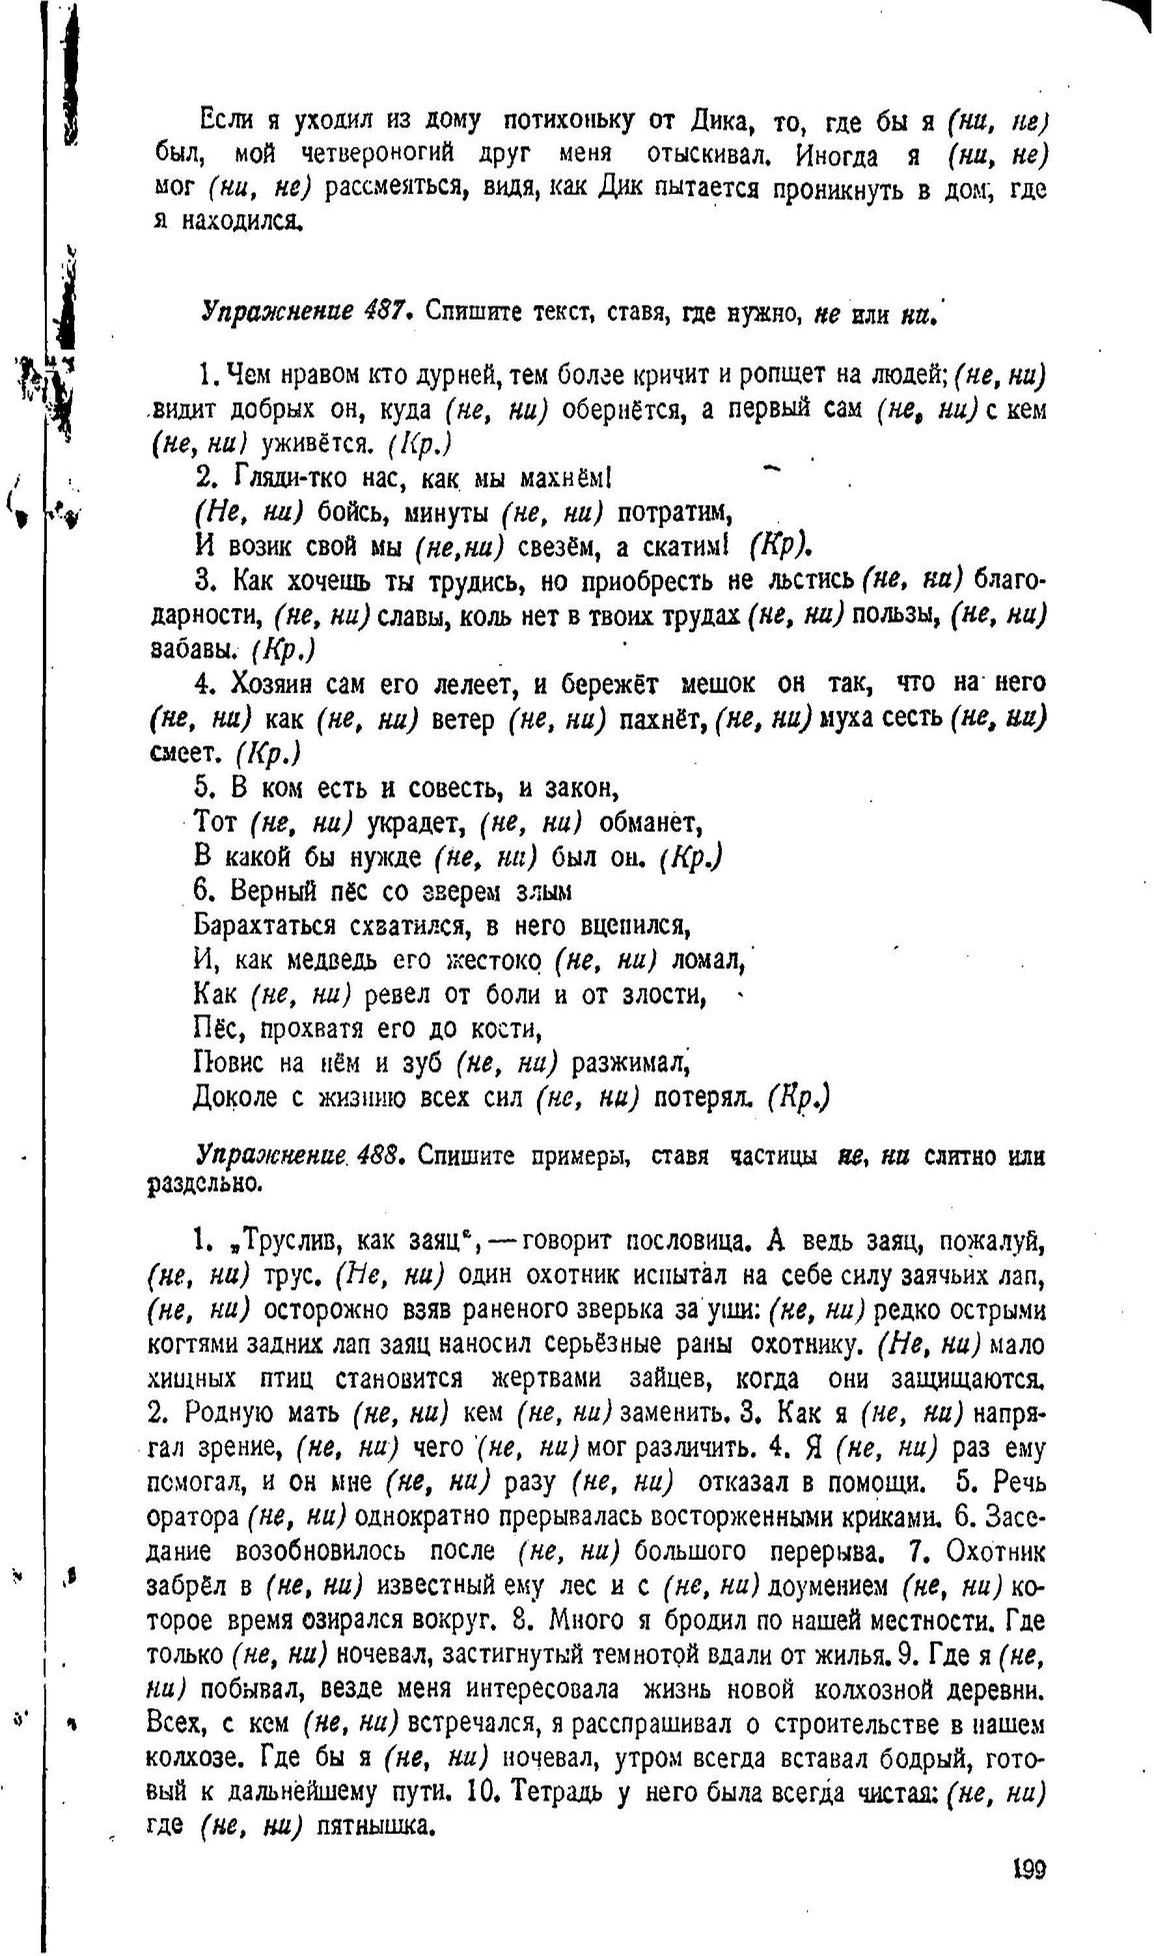 Если я уходил из дому потихоньку от Дика, то, где бы я (ни, не)
был, мой четвероногий друг меня отыскивал. Иногда я (ни, не)
мог (ни, не) рассмеяться, видя, как Дик пытается проникнуть в дом, где
я находился.
Упражнение 487. Спишите текст, ставя, где нужно, не или ни.
1. Чем нравом кто дурней, тем более кричит и ропщет на людей; (не, ни)
видит добрых он, куда (не, ни) обернётся, а первый сам (не, ни) с кем
(не, ни) уживётся. (Кр.)
2. Гляди-тко нас, как мы махнём!
(Не, ни) бойсь, минуты (не, ни) потратим,
И возик свой мы (не,ни) свезём, а скатим! (Кр).
3. Как хочешь ты трудись, но приобресть не льстись (не, ни) благо-
дарности, (не, ни) славы, коль нет в твоих трудах (не, ни) пользы, (не, ни)
забавы. (Кр.)
4. Хозяин сам его лелеет, и бережёт мешок он так, что на него
(не, ни) как (не, ни) ветер (не, ни) пахнёт, (не, ни) муха сесть (не, ни)
смеет. (Кр.)
5. В ком есть и совесть, и закон,
Тот (не, ни) украдет, (не, ни) обманет,
В какой бы нужде (не, ни) был он. (Кр.)
6. Верный пёс со зверем злым
Барахтаться схватился, в него вцепился,
И, как медведь его жестоко (не, ни) ломал,
Как (не, ни) ревел от боли и от злости,
Пёс, прохватя его до кости,
Повис на нём и зуб (не, ни) разжимал,
Доколе с жизнию всех сил (не, ни) потерял. (Кр.)
Упражнение 488. Спишите примеры, ставя частицы не, ни слитно или
раздельно.
1. „Труслив, как заяц“, — говорит пословица. А ведь заяц, пожалуй,
(не, ни) трус. (Не, ни) один охотник испытал на себе силу заячьих лап,
(не, ни) осторожно взяв раненого зверька за уши: (не, ни) редко острыми
когтями задних лап заяц наносил серьёзные раны охотнику. (Не, ни) мало
хищных птиц становится жертвами зайцев, когда они защищаются.
2. Родную мать (не, ни) кем (не, ни) заменить. 3. Как я (не, ни) напря-
гал зрение, (не, ни) чего (не, ни) мог различить. 4. Я (не, ни) раз ему
помогал, и он мне (не, ни) разу (не, ни) отказал в помощи. 5. Речь
оратора (не, ни) однократно прерывалась восторженными криками. 6. Засе-
дание возобновилось после (не, ни) большого перерыва. 7. Охотник
забрёл в (не, ни) известный ему лес и с (не, ни) доумением (не, ни) ко-
торое время озирался вокруг. 8. Много я бродил по нашей местности. Где
только (не, ни) ночевал, застигнутый темнотой вдали от жилья. 9. Где я (не,
ни) побывал, везде меня интересовала жизнь новой колхозной деревни.
Всех, с кем (не, ни) встречался, я расспрашивал о строительстве в нашем
колхозе. Где бы я (не, ни) ночевал, утром всегда вставал бодрый, гото-
вый к дальнейшему пути. 10. Тетрадь у него была всегда чистая: (не, ни)
где (не, ни) пятнышка.
199